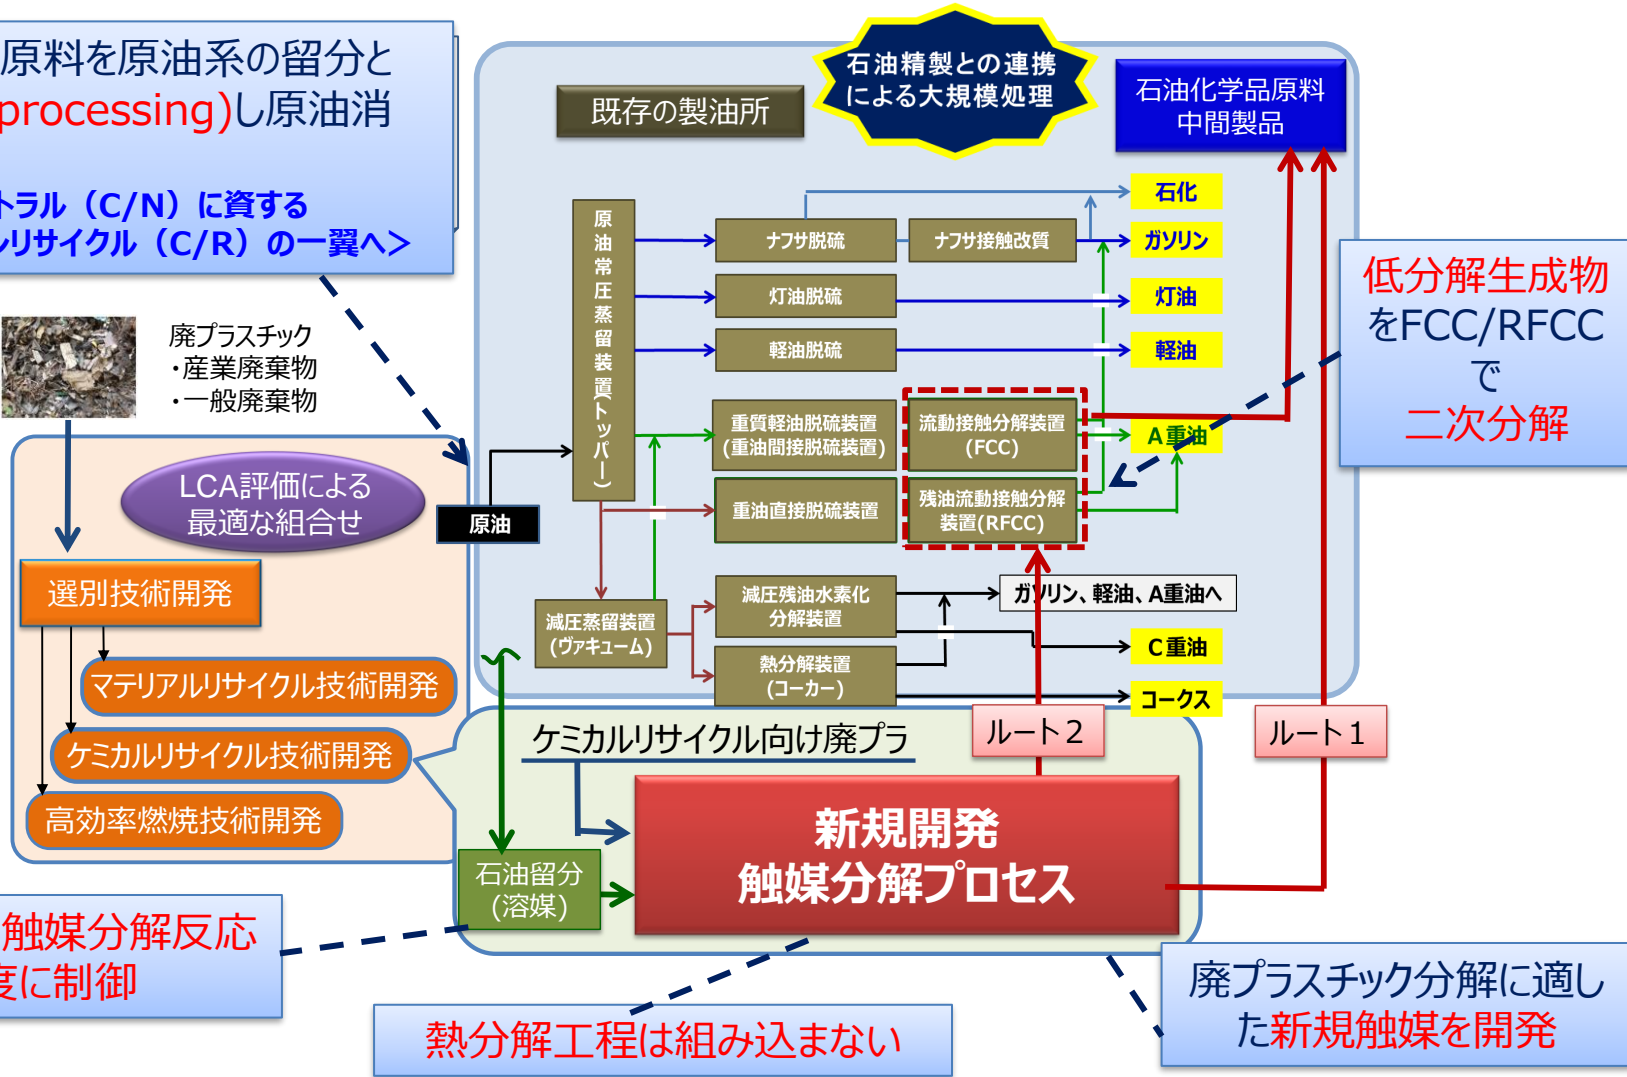 原料を原油系の留分と
processing)し原油消
トラル（C/N）に資する
ルリサイクル（C/R）の一翼へ>
既存の製油所
石油精製との連携
による大規模処理
石油化学品原料
中間製品
原油常圧蒸留装置(トッパー)
ナフサ脱硫
ナフサ接触改質
灯油脱硫
軽油脱硫
重質軽油脱硫装置
(重油間接脱硫装置)
流動接触分解装置
(FCC)
重油直接脱硫装置
残油流動接触分解
装置(RFCC)
石化
ガソリン
灯油
軽油
A重油
低分解生成物
をFCC/RFCC
で
二次分解
廃プラスチック
・産業廃棄物
・一般廃棄物
LCA評価による
最適な組合せ
原油
選別技術開発
マテリアルリサイクル技術開発
ケミカルリサイクル技術開発
高効率燃焼技術開発
減圧蒸留装置
(ヴァキューム)
減圧残油水素化
分解装置
熱分解装置
(コーカー)
ガソリン、軽油、A重油へ
C重油
コークス
ルート２
ルート１
ケミカルリサイクル向け廃プラ
新規開発
触媒分解プロセス
石油留分
(溶媒)
触媒分解反応
度に制御
熱分解工程は組み込まない
廃プラスチック分解に適し
た新規触媒を開発